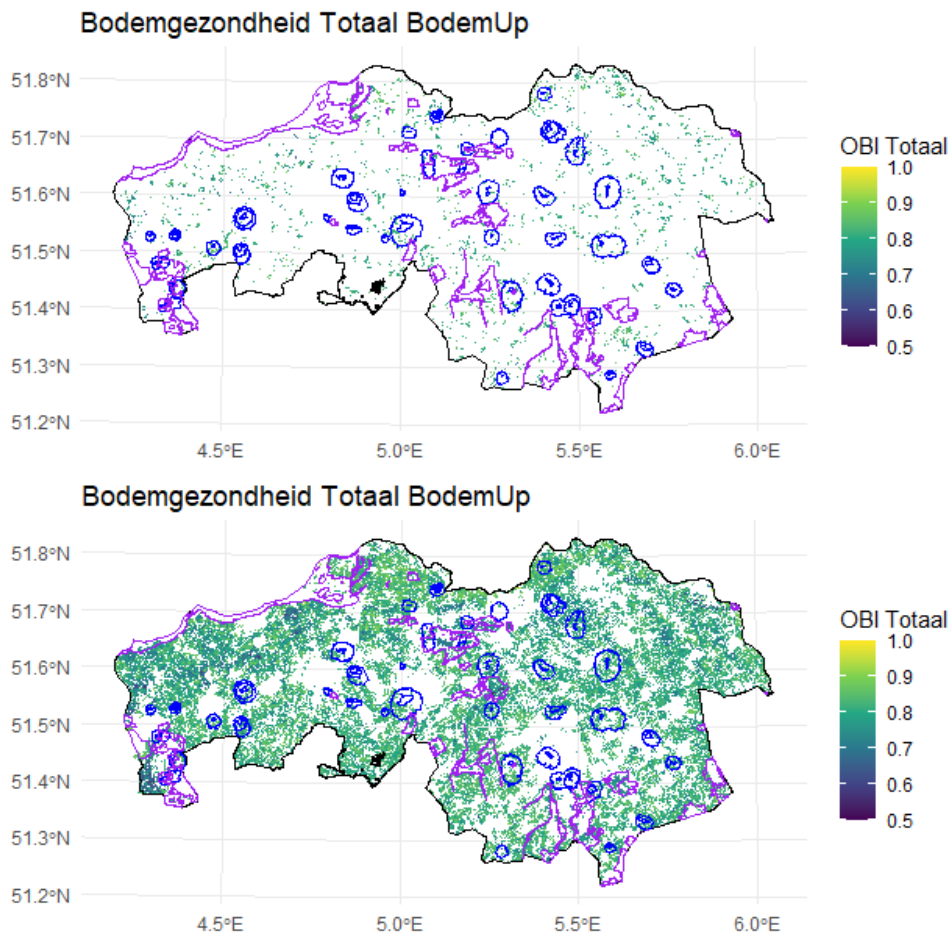 Bodemgezondheid Totaal BodemUp
51.8°N
51.7°N
51.6°N
51.5°N
51.4°N
51.3°N
51.2°N
4.5°E 5.0°E 5.5°E 6.0°E
OBI Totaal
1.0
0.9
0.8
0.7
0.6
0.5
Bodemgezondheid Totaal BodemUp
51.8°N
51.7°N
51.6°N
51.5°N
51.4°N
51.3°N
51.2°N
4.5°E 5.0°E 5.5°E 6.0°E
OBI Totaal
1.0
0.9
0.8
0.7
0.6
0.5